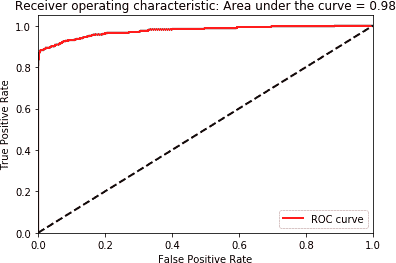 Receiver operating characteristic: Area under the curve = 0.98
1.0
0.8
0.6
0.4
0.2
0.0
True Positive Rate
0.0 0.2 0.4 0.6 0.8 1.0
False Positive Rate
ROC curve